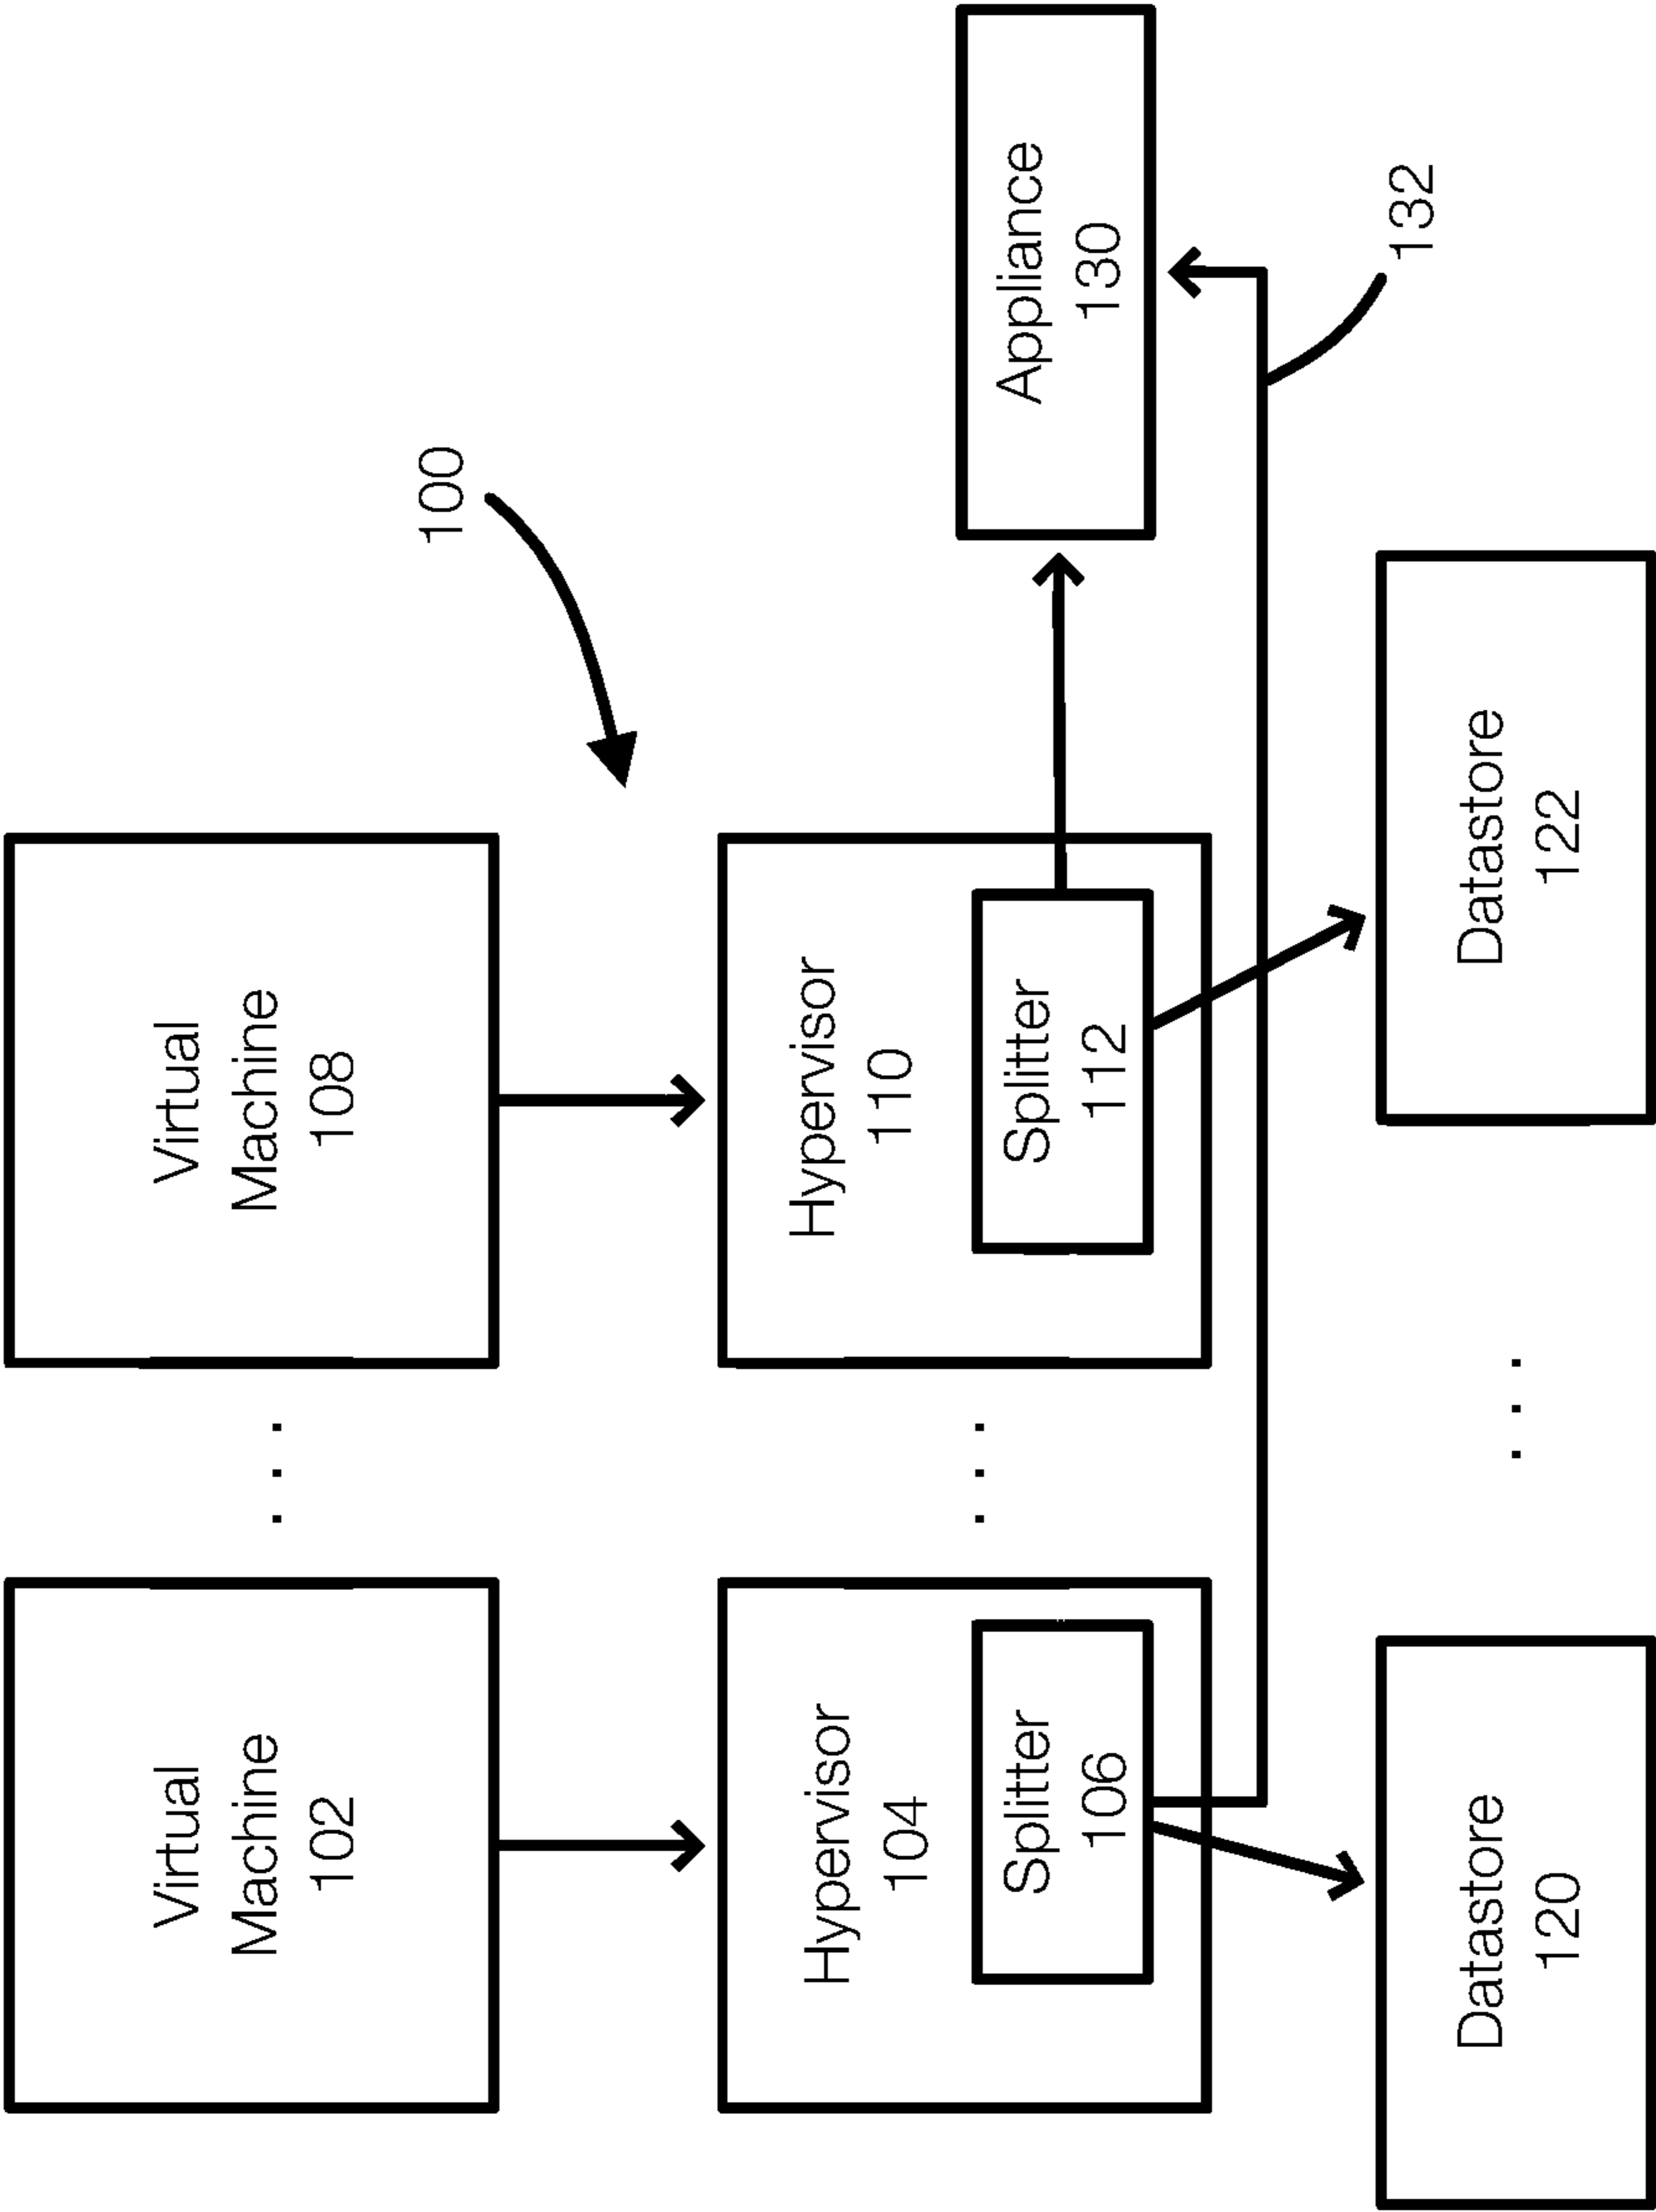 Virtual
Machine
102
. . .
Virtual
Machine
108
100
Hypervisor
104
Splitter
106
. . .
Hypervisor
110
Splitter
112
Appliance
130
132
Datastore
120
. . .
Datastore
122